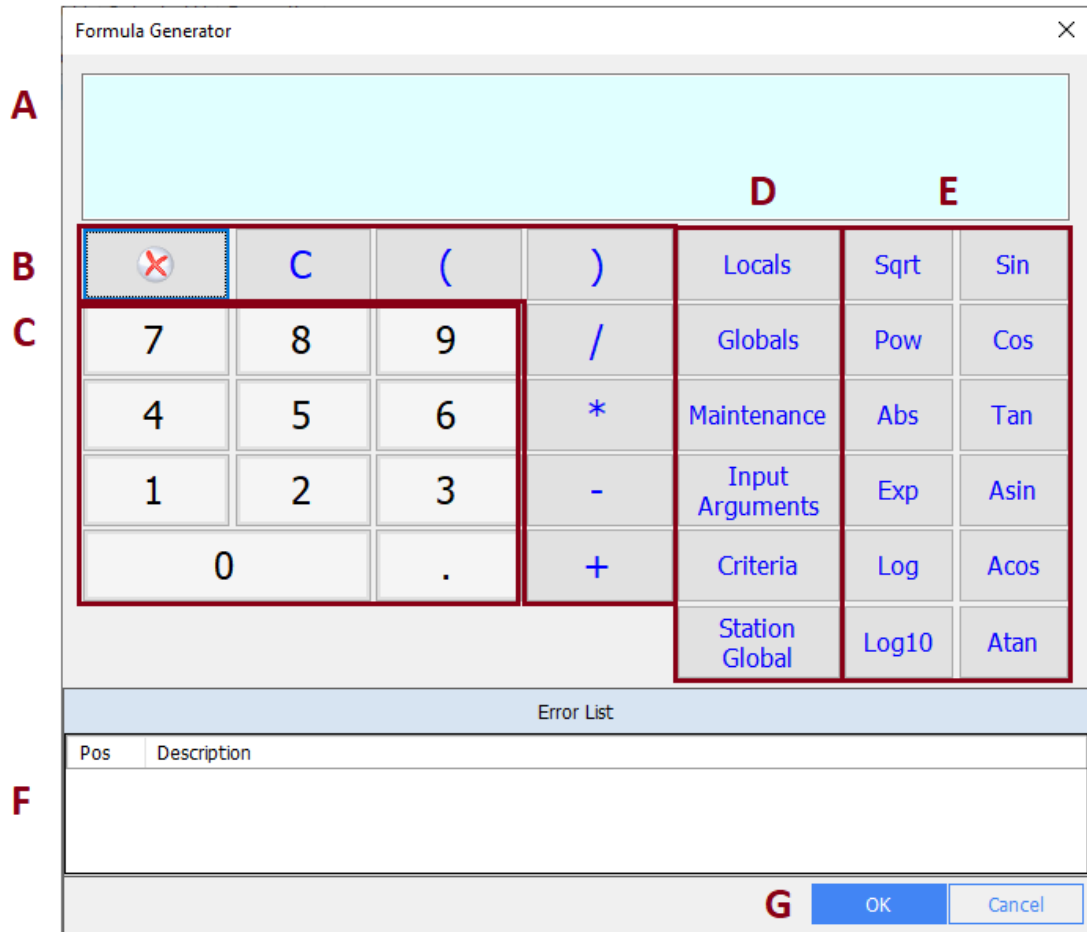 Formula Generator
A
D E
B
C ( ) Locals Sqrt Sin
C
7 8 9 / Globals Pow Cos
4 5 6 * Maintenance Abs Tan
1 2 3 - Input Arguments Exp Asin
0 . + Criteria Log Acos
Station Global Log10 Atan
Error List
Pos Description
F
G OK Cancel